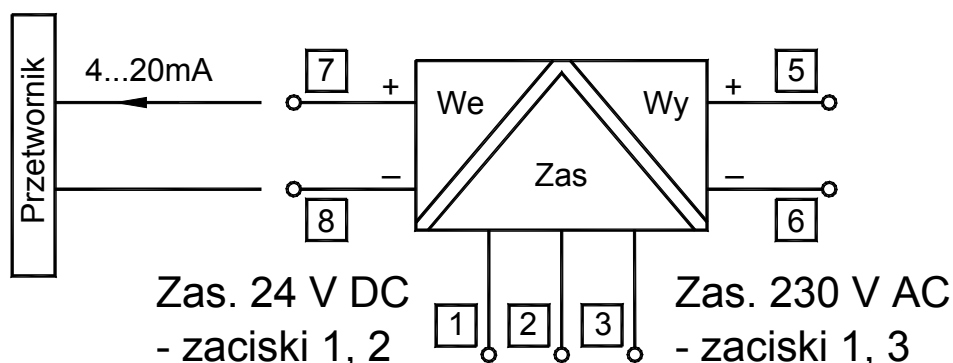 Przetwornik
4...20mA
7
+
We
Wy
+
5
Zas
–
8
–
6
Zas. 24 V DC
- zaciski 1, 2
1
2
3
Zas. 230 V AC
- zaciski 1, 3